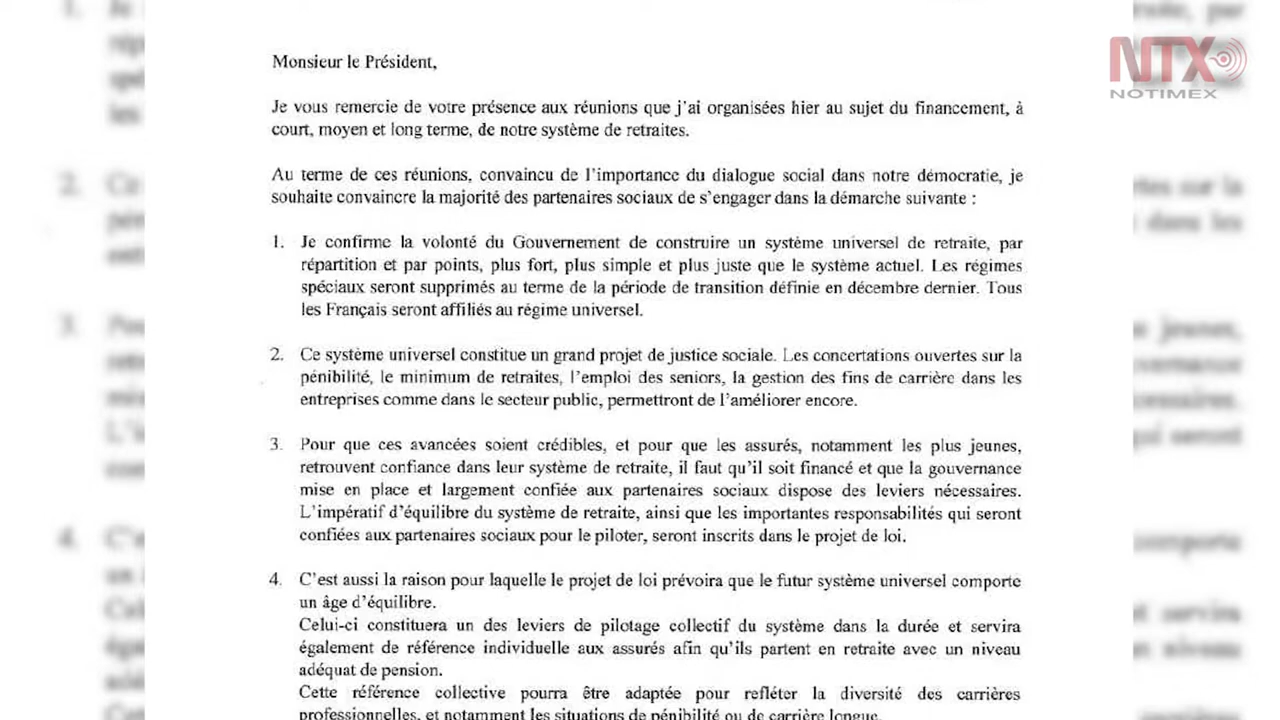 NTX
NOTIMEX
Monsieur le Président,
Je vous remercie de votre présence aux réunions que j'ai organisées hier au sujet du financement, à
court, moyen et long terme, de notre système de retraites.
Au terme de ces réunions, convaincu de l'importance du dialogue social dans notre démocratie, je
souhaite convaincre la majorité des partenaires sociaux de s'engager dans la démarche suivante :
1. Je confirme la volonté du Gouvernement de construire un système universel de retraite, par
répartition et par points, plus fort, plus simple et plus juste que le système actuel. Les régimes
spéciaux seront supprimés au terme de la période de transition définie en décembre dernier. Tous
les Français seront affiliés au régime universel.
2. Ce système universel constitue un grand projet de justice sociale. Les concertations ouvertes sur la
pénibilité, le minimum de retraites, l'emploi des seniors, la gestion des fins de carrière dans les
entreprises comme dans le secteur public, permettront de l'améliorer encore.
3. Pour que ces avancées soient crédibles, et pour que les assurés, notamment les plus jeunes,
retrouvent confiance dans leur système de retraite, il faut qu'il soit financé et que la gouvernance
mise en place et largement confiée aux partenaires sociaux dispose des leviers nécessaires.
L'impératif d'équilibre du système de retraite, ainsi que les importantes responsabilités qui seront
confiées aux partenaires sociaux pour le piloter, seront inscrits dans le projet de loi.
4. C'est aussi la raison pour laquelle le projet de loi prévoira que le futur système universel comporte
un âge d'équilibre.
Celui-ci constituera un des leviers de pilotage collectif du système dans la durée et servira
également de référence individuelle aux assurés afin qu'ils partent en retraite avec un niveau
adéquat de pension.
Cette référence collective pourra être adaptée pour refléter la diversité des carrières
professionnelles, et notamment les situations de pénibilité ou de carrière longue.